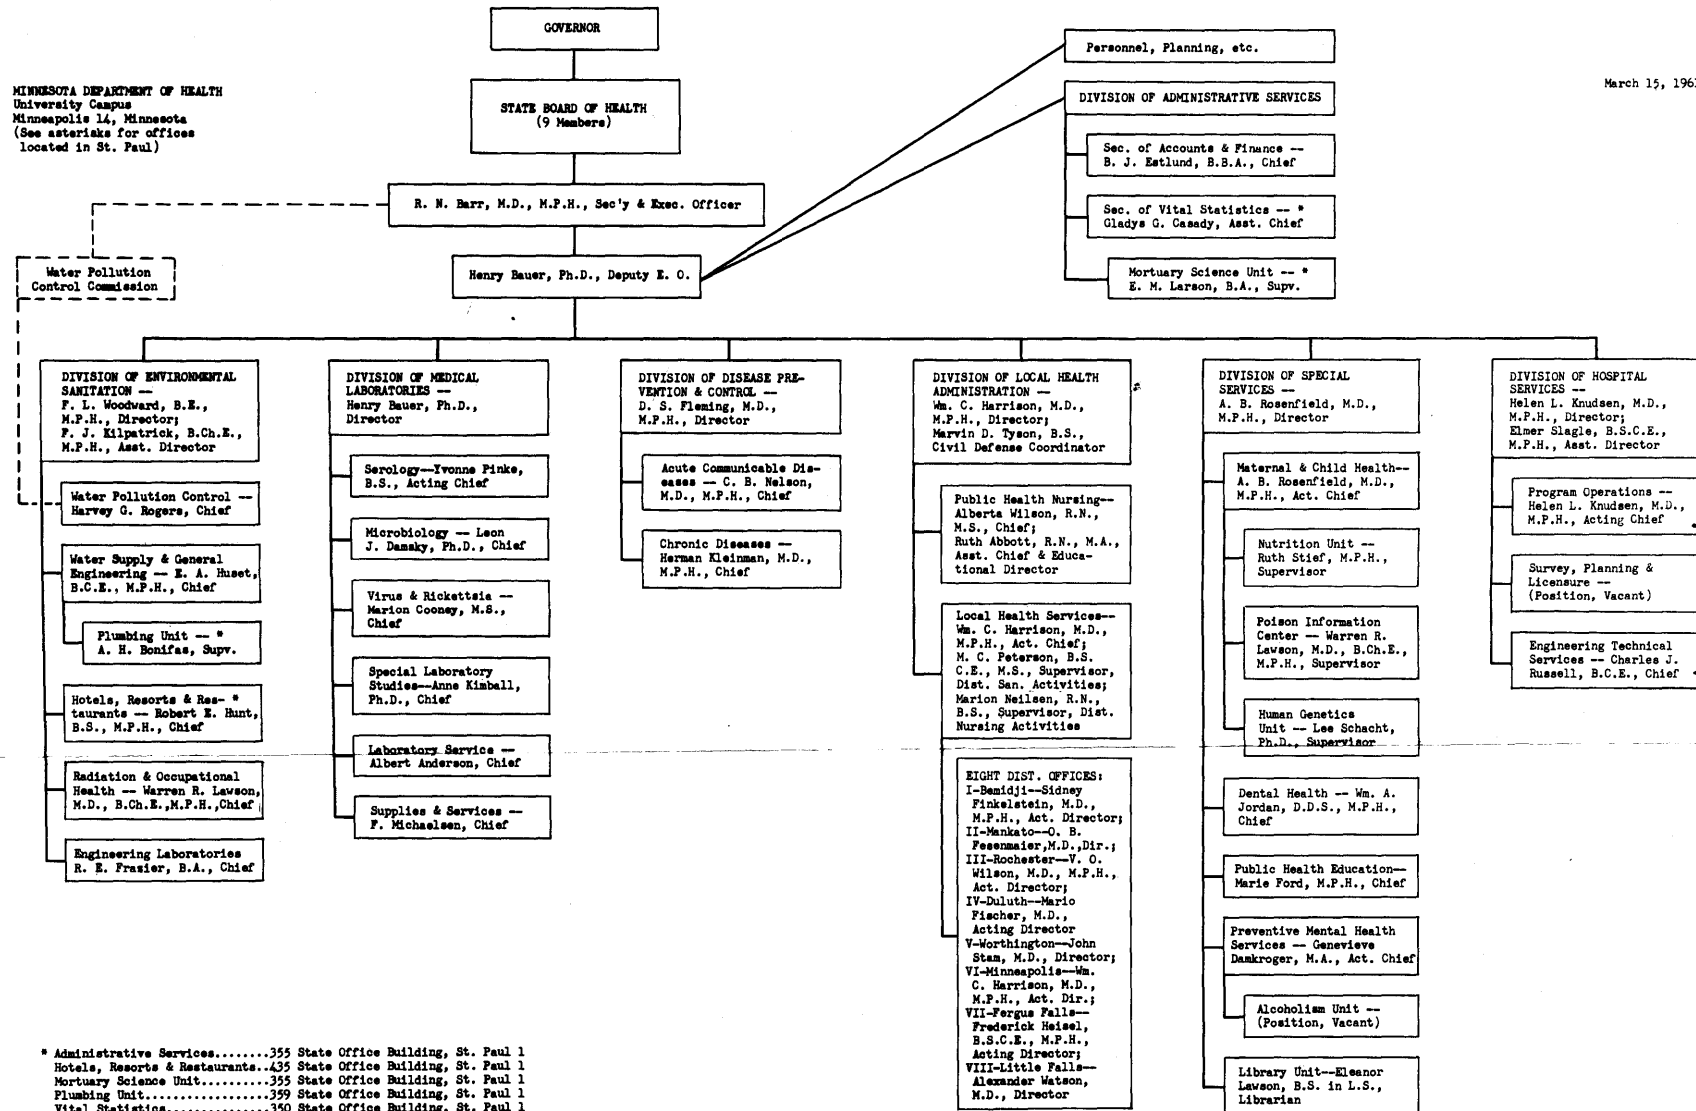 GOVERNOR
Personnel, Planning, etc.
March 15, 196
MINNESOTA DEPARTMENT OF HEALTH
University Campus
Minneapolis 14, Minnesota
(See asterisks for offices
located in St. Paul)
STATE BOARD OF HEALTH
(9 Members)
DIVISION OF ADMINISTRATIVE SERVICES
Sec. of Accounts & Finance --
B. J. Estlund, B.B.A., Chief
R. N. Barr, M.D., M.P.H., Sec'y & Exec. Officer
Sec. of Vital Statistics -- *
Gladys G. Casady, Asst. Chief
Water Pollution
Control Commission
Henry Bauer, Ph.D., Deputy E. O.
Mortuary Science Unit -- *
E. M. Larson, B.A., Supv.
DIVISION OF ENVIRONMENTAL
SANITATION --
F. L. Woodward, B.E.,
M.P.H., Director;
F. J. Kilpatrick, B.Ch.E.,
M.P.H., Asst. Director
Water Pollution Control --
Harvey G. Rogers, Chief
Water Supply & General
Engineering -- E. A. Huset,
B.C.E., M.P.H., Chief
Plumbing Unit -- *
A. H. Bonifas, Supv.
Hotels, Resorts & Res- *
taurants -- Robert E. Hunt,
B.S., M.P.H., Chief
Radiation & Occupational
Health -- Warren R. Lawson,
M.D., B.Ch.E.,M.P.H.,Chief
Engineering Laboratories
R. E. Frazier, B.A., Chief
DIVISION OF MEDICAL
LABORATORIES --
Henry Bauer, Ph.D.,
Director
Serology--Yvonne Pinke,
B.S., Acting Chief
Microbiology -- Leon
J. Damsky, Ph.D., Chief
Virus & Rickettsia --
Marion Cooney, M.S.,
Chief
Special Laboratory
Studies--Anne Kimball,
Ph.D., Chief
Laboratory Service --
Albert Anderson, Chief
Supplies & Services --
F. Michaelsen, Chief
DIVISION OF DISEASE PRE-
VENTION & CONTROL --
D. S. Fleming, M.D.,
M.P.H., Director
Acute Communicable Dis-
eases -- C. B. Nelson,
M.D., M.P.H., Chief
Chronic Diseases --
Herman Kleinman, M.D.,
M.P.H., Chief
DIVISION OF LOCAL HEALTH
ADMINISTRATION --
Wm. C. Harrison, M.D.,
M.P.H., Director;
Marvin D. Tyson, B.S.,
Civil Defense Coordinator
Public Health Nursing--
Alberta Wilson, R.N.,
M.S., Chief;
Ruth Abbott, R.N., M.A.,
Asst. Chief & Educa-
tional Director
Local Health Services--
Wm. C. Harrison, M.D.,
M.P.H., Act. Chief;
M. C. Peterson, B.S.
C.E., M.S., Supervisor,
Dist. San. Activities;
Marion Neilsen, R.N.,
B.S., Supervisor, Dist.
Nursing Activities
EIGHT DIST. OFFICES:
I-Bemidji--Sidney
Finkelstein, M.D.,
M.P.H., Act. Director;
II-Mankato--O. B.
Fesenmaier,M.D.,Dir.;
III-Rochester--V. O.
Wilson, M.D., M.P.H.,
Act. Director;
IV-Duluth--Mario
Fischer, M.D.,
Acting Director
V-Worthington--John
Stam, M.D., Director;
VI-Minneapolis--Wm.
C. Harrison, M.D.,
M.P.H., Act. Dir.;
VII-Fergus Falls--
Frederick Heisel,
B.S.C.E., M.P.H.,
Acting Director;
VIII-Little Falls--
Alexander Watson,
M.D., Director
DIVISION OF SPECIAL
SERVICES --
A. B. Rosenfield, M.D.,
M.P.H., Director
Maternal & Child Health--
A. B. Rosenfield, M.D.,
M.P.H., Act. Chief
Nutrition Unit --
Ruth Stief, M.P.H.,
Supervisor
Poison Information
Center -- Warren R.
Lawson, M.D., B.Ch.E.,
M.P.H., Supervisor
Human Genetics
Unit -- Lee Schacht,
Ph.D., Supervisor
Dental Health -- Wm. A.
Jordan, D.D.S., M.P.H.,
Chief
Public Health Education--
Marie Ford, M.P.H., Chief
Preventive Mental Health
Services -- Genevieve
Damkroger, M.A., Act. Chief
Alcoholism Unit --
(Position, Vacant)
Library Unit--Eleanor
Lawson, B.S. in L.S.,
Librarian
DIVISION OF HOSPITAL
SERVICES --
Helen L. Knudsen, M.D.,
M.P.H., Director;
Elmer Slagle, B.S.C.E.,
M.P.H., Asst. Director
Program Operations --
Helen L. Knudsen, M.D.,
M.P.H., Acting Chief
Survey, Planning &
Licensure --
(Position, Vacant)
Engineering Technical
Services -- Charles J.
Russell, B.C.E., Chief
* Administrative Services........355 State Office Building, St. Paul 1
Hotels, Resorts & Restaurants..435 State Office Building, St. Paul 1
Mortuary Science Unit..........355 State Office Building, St. Paul 1
Plumbing Unit..................359 State Office Building, St. Paul 1
Vital Statistics...............350 State Office Building, St. Paul 1